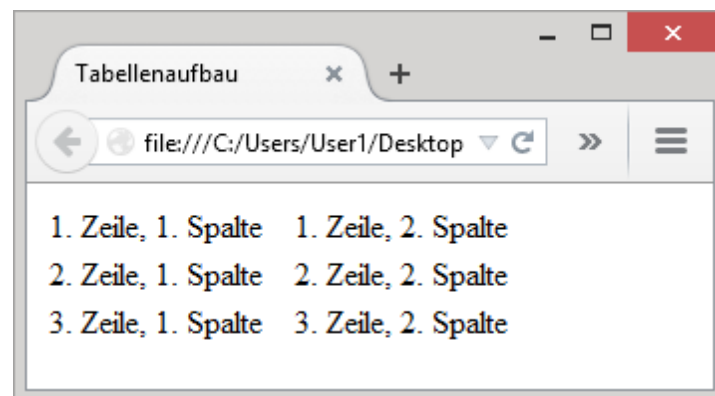 Tabellenaufbau
file:///C:/Users/User1/Desktop
1. Zeile, 1. Spalte 1. Zeile, 2. Spalte
2. Zeile, 1. Spalte 2. Zeile, 2. Spalte
3. Zeile, 1. Spalte 3. Zeile, 2. Spalte